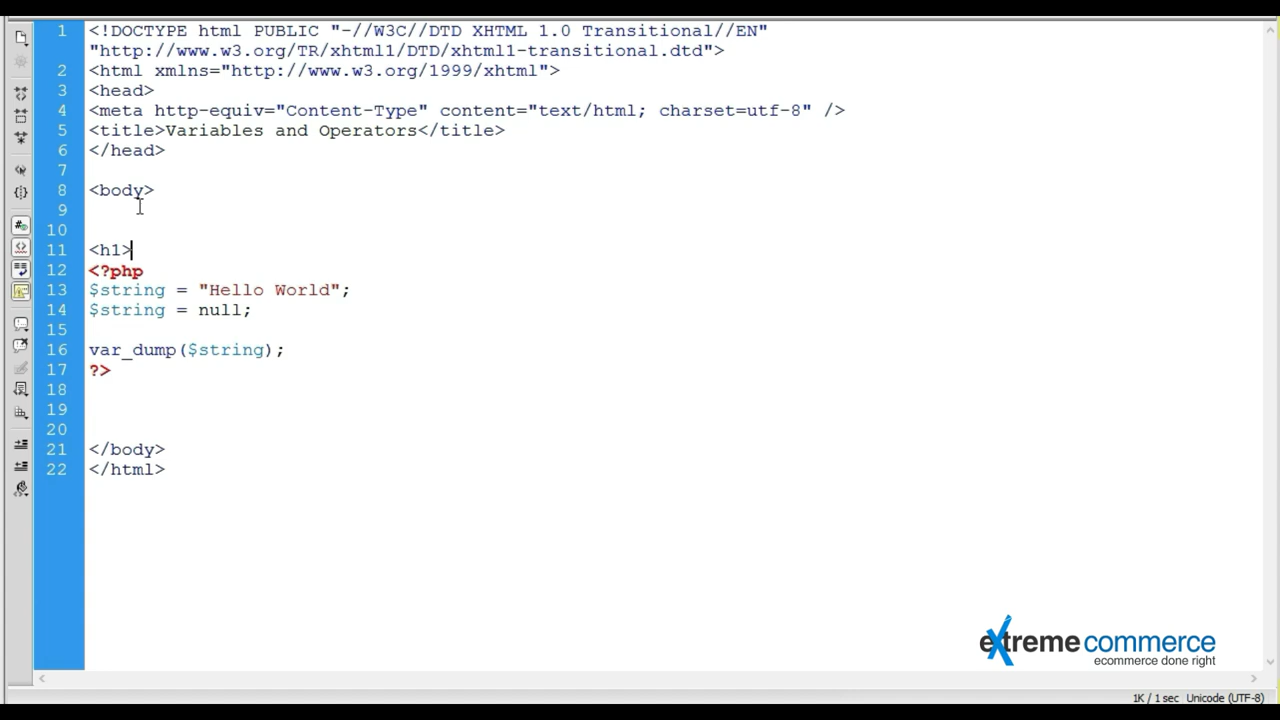 1 <!DOCTYPE html PUBLIC "-//W3C//DTD XHTML 1.0 Transitional//EN"
"http://www.w3.org/TR/xhtml1/DTD/xhtml1-transitional.dtd">
2 <html xmlns="http://www.w3.org/1999/xhtml">
3 <head>
4 <meta http-equiv="Content-Type" content="text/html; charset=utf-8" />
5 <title>Variables and Operators</title>
6 </head>
7
8 <body>
9
10
11 <h1>
12 <?php
13 $string = "Hello World";
14 $string = null;
15
16 var_dump($string);
17 ?>
18
19
20
21 </body>
22 </html>
extreme commerce
ecommerce done right
1K / 1 sec Unicode (UTF-8)